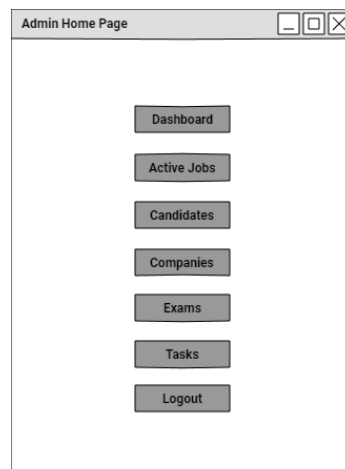 Admin Home Page
Dashboard
Active Jobs
Candidates
Companies
Exams
Tasks
Logout